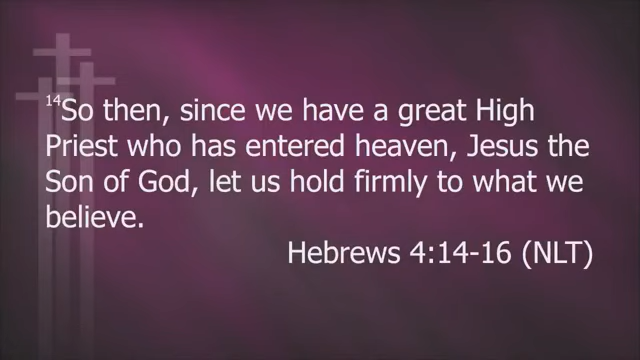 14So then, since we have a great High
Priest who has entered heaven, Jesus the
Son of God, let us hold firmly to what we
believe.
Hebrews 4:14-16 (NLT)